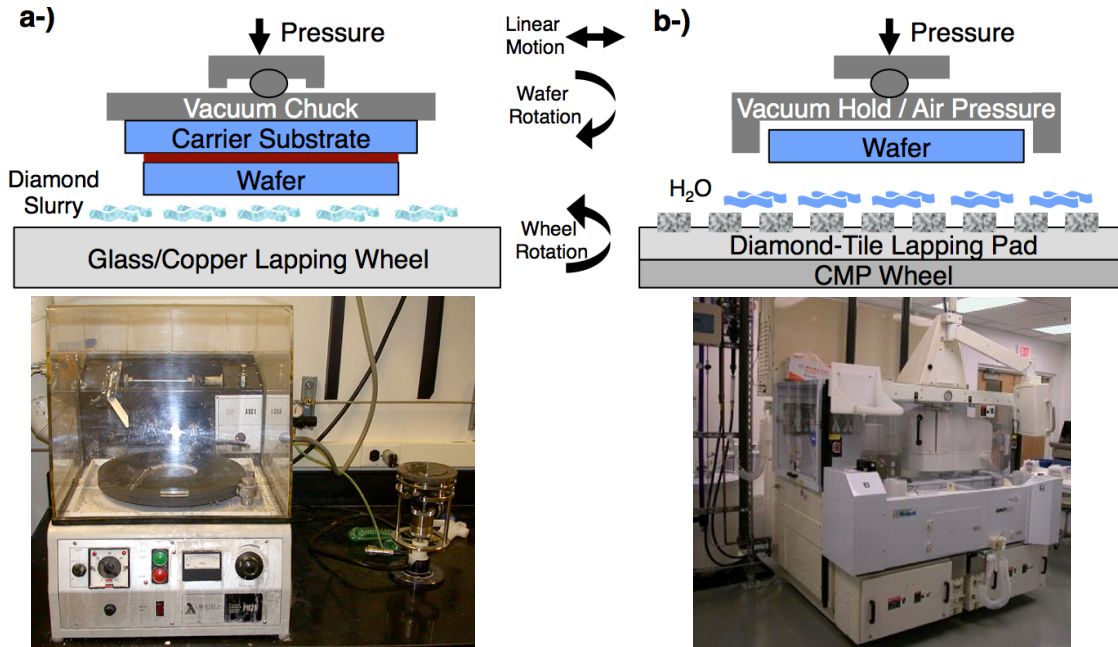 a-)
Pressure
Vacuum Chuck
Carrier Substrate
Wafer
Diamond
Slurry
Glass/Copper Lapping Wheel
Linear
Motion
Wafer
Rotation
Wheel
Rotation
b-)
Pressure
Vacuum Hold / Air Pressure
Wafer
H₂O
Diamond-Tile Lapping Pad
CMP Wheel
EXIT